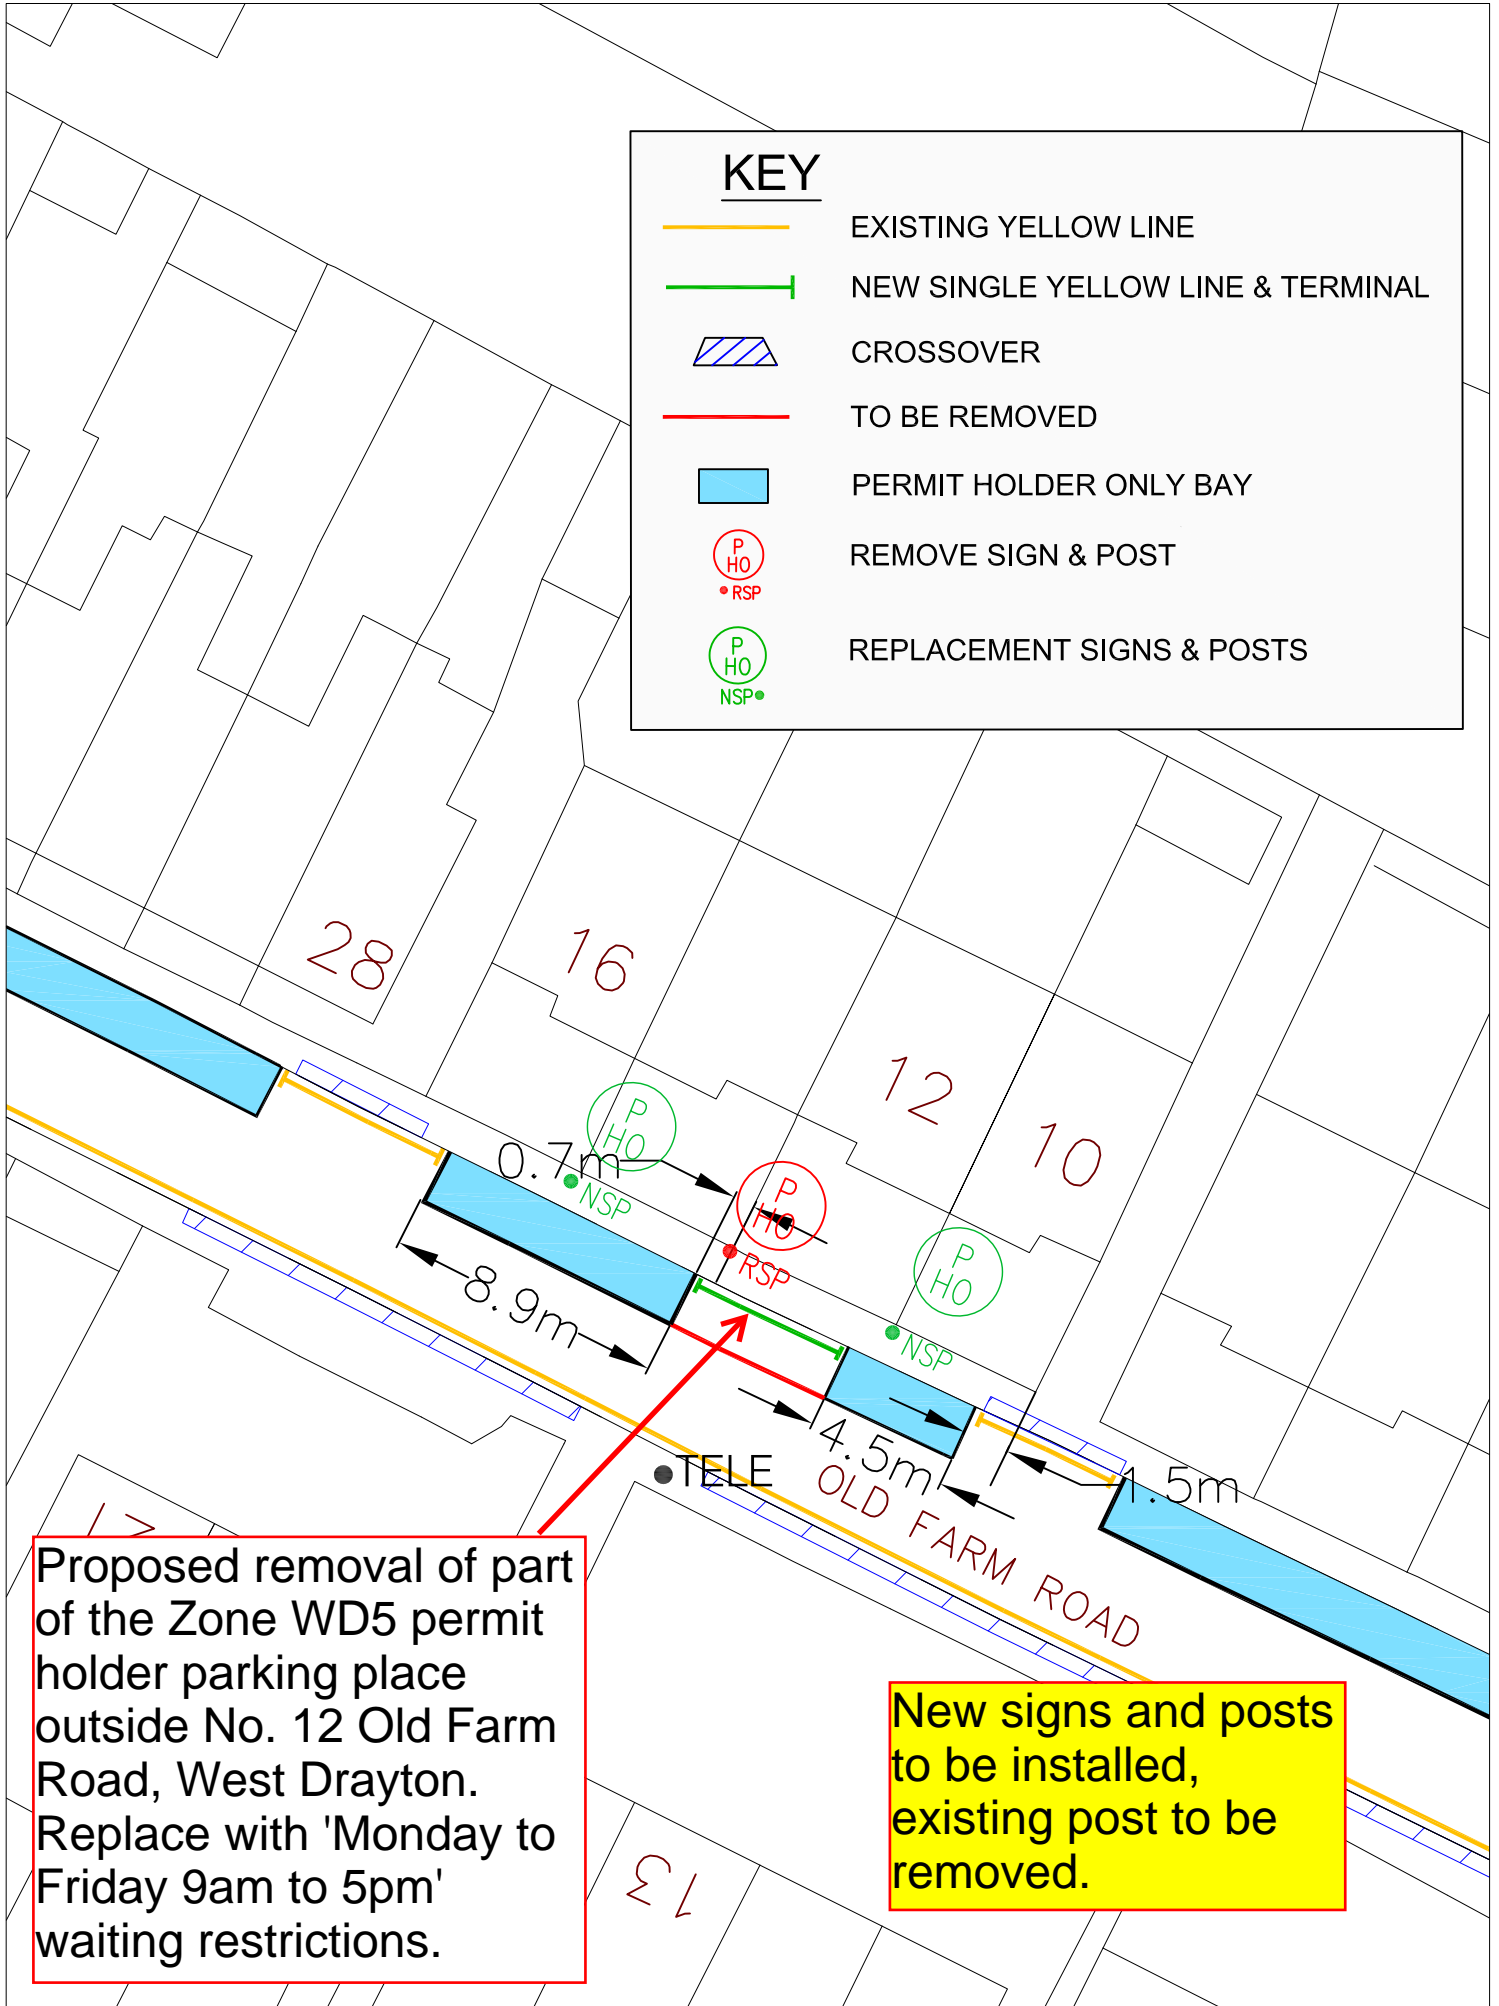 KEY
EXISTING YELLOW LINE
NEW SINGLE YELLOW LINE & TERMINAL
CROSSOVER
TO BE REMOVED
PERMIT HOLDER ONLY BAY
P
HO
RSP
REMOVE SIGN & POST
P
HO
NSP
REPLACEMENT SIGNS & POSTS
28
16
12
10
P
HO
NSP
0.7m
P
HO
RSP
P
HO
NSP
8.9m
4.5m
1.5m
TELE
OLD FARM ROAD
21
13
Proposed removal of part
of the Zone WD5 permit
holder parking place
outside No. 12 Old Farm
Road, West Drayton.
Replace with 'Monday to
Friday 9am to 5pm'
waiting restrictions.
New signs and posts
to be installed,
existing post to be
removed.